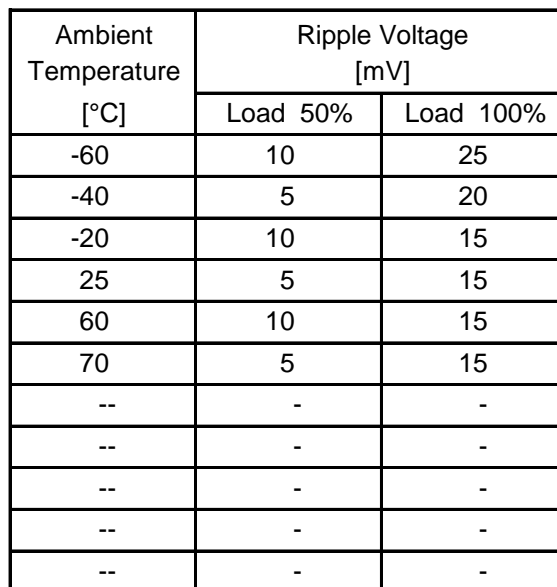 Ambient Temperature [°C] Ripple Voltage [mV]
Load 50% Load 100%
-60 10 25
-40 5 20
-20 10 15
25 5 15
60 10 15
70 5 15
-- - -
-- - -
-- - -
-- - -
-- - -